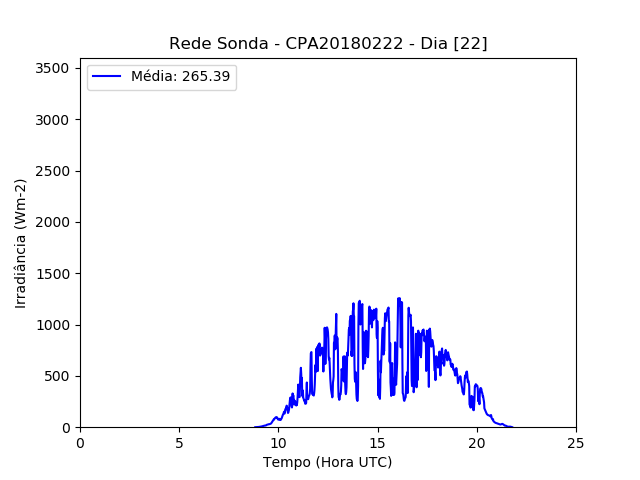 Rede Sonda - CPA20180222 - Dia [22]
Média: 265.39
3500
3000
2500
2000
1500
1000
500
0
0 5 10 15 20 25
Irradiância (Wm-2)
Tempo (Hora UTC)